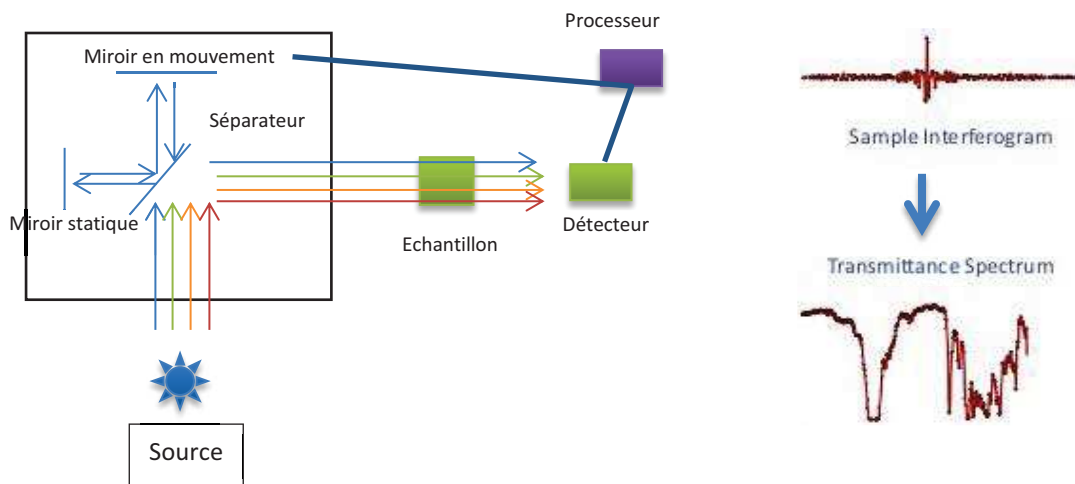 Processeur
Miroir en mouvement
Séparateur
Miroir statique
Echantillon
Détecteur
Source
Sample Interferogram
Transmittance Spectrum